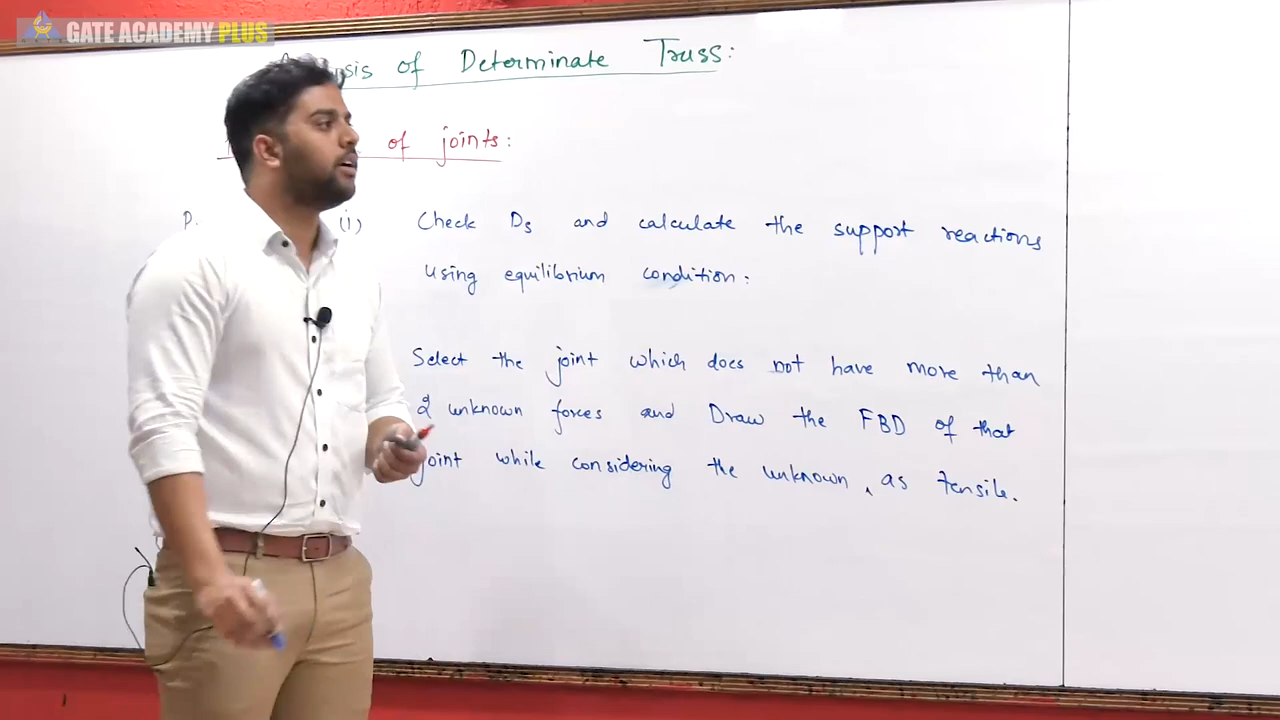 GATE ACADEMY PLUS
of Determinate Truss:
of joints:
P. (i) Check Ds and calculate the support reactions
using equilibrium condition:
Select the joint which does not have more than
2 unknown forces and Draw the FBD of that
joint while considering the unknown ‸ as tensile.